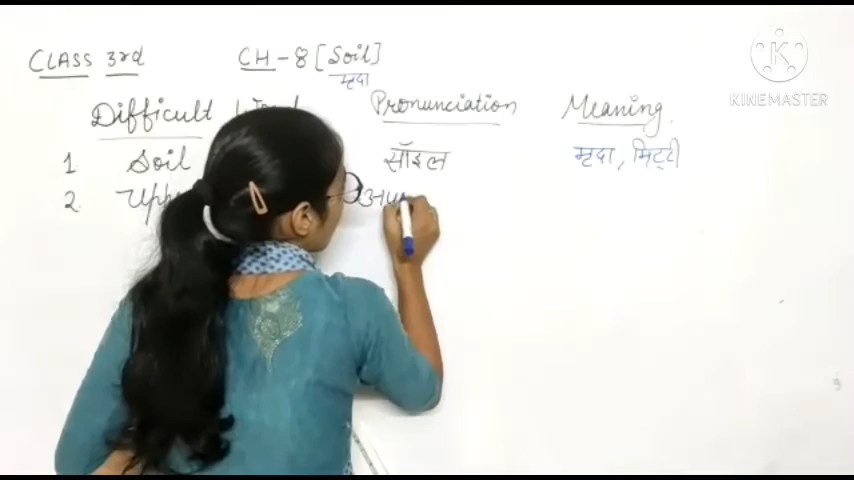 CLASS 3rd CH-8 [Soil]
मृदा
Difficult Pronunciation Meaning.
1 Soil सॉइल मृदा, मिट्टी
2.
KINEMASTER